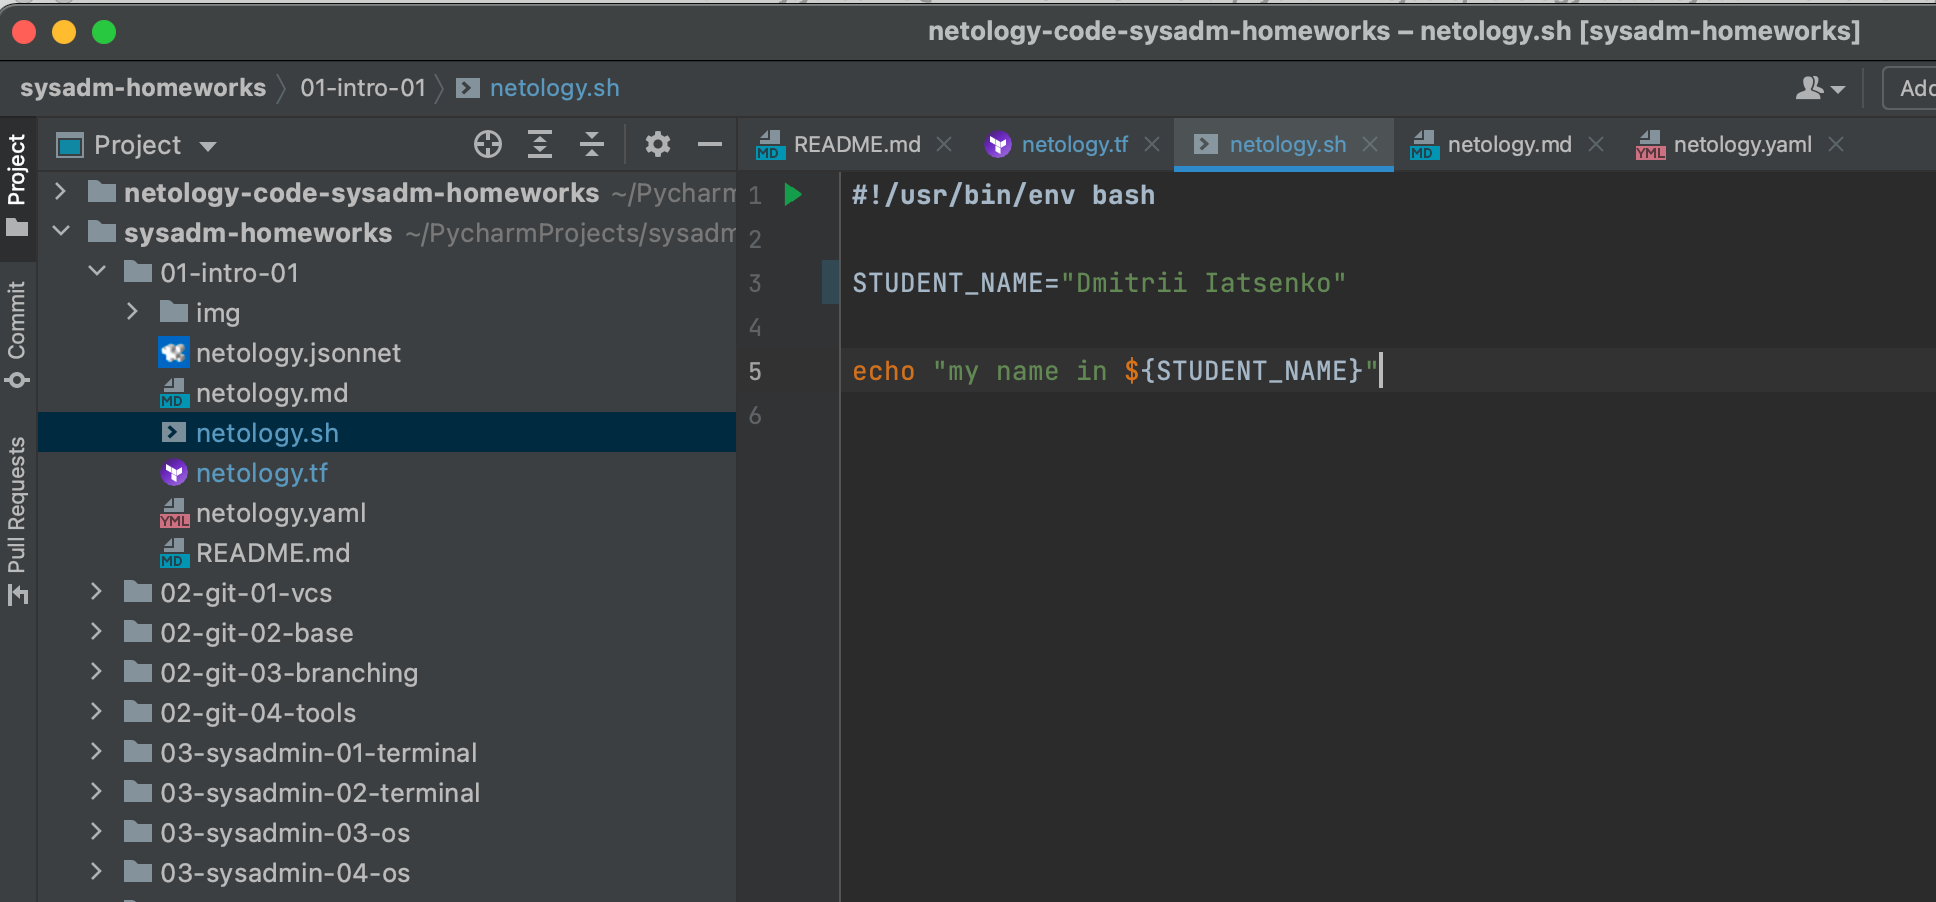 netology-code-sysadm-homeworks – netology.sh [sysadm-homeworks]
sysadm-homeworks 01-intro-01 netology.sh
Project
README.md netology.tf netology.sh netology.md netology.yaml
Project
Commit
Pull Requests
netology-code-sysadm-homeworks ~/Pycharm
sysadm-homeworks ~/PycharmProjects/sysadm
01-intro-01
img
netology.jsonnet
netology.md
netology.sh
netology.tf
netology.yaml
README.md
02-git-01-vcs
02-git-02-base
02-git-03-branching
02-git-04-tools
03-sysadmin-01-terminal
03-sysadmin-02-terminal
03-sysadmin-03-os
03-sysadmin-04-os
1 #!/usr/bin/env bash
2
3 STUDENT_NAME="Dmitrii Iatsenko"
4
5 echo "my name in ${STUDENT_NAME}"
6